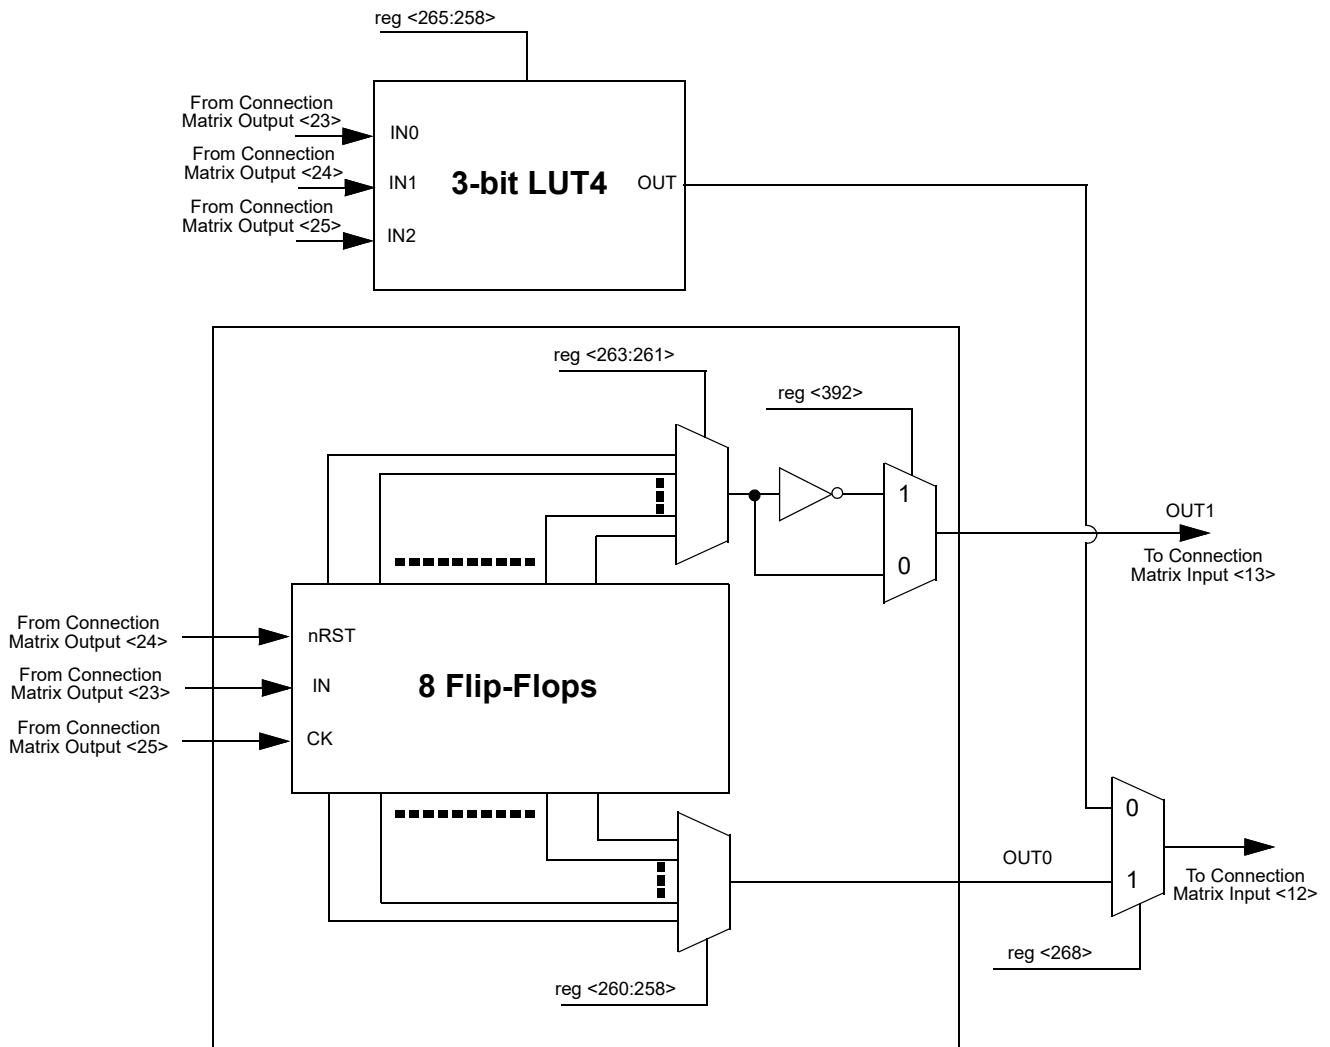 reg <265:258>
From Connection
Matrix Output <23>
IN0
From Connection
Matrix Output <24>
IN1
3-bit LUT4
OUT
From Connection
Matrix Output <25>
IN2
reg <263:261>
reg <392>
1
0
OUT1
To Connection
Matrix Input <13>
From Connection
Matrix Output <24>
nRST
From Connection
Matrix Output <23>
IN
8 Flip-Flops
From Connection
Matrix Output <25>
CK
0
OUT0
1
To Connection
Matrix Input <12>
reg <268>
reg <260:258>